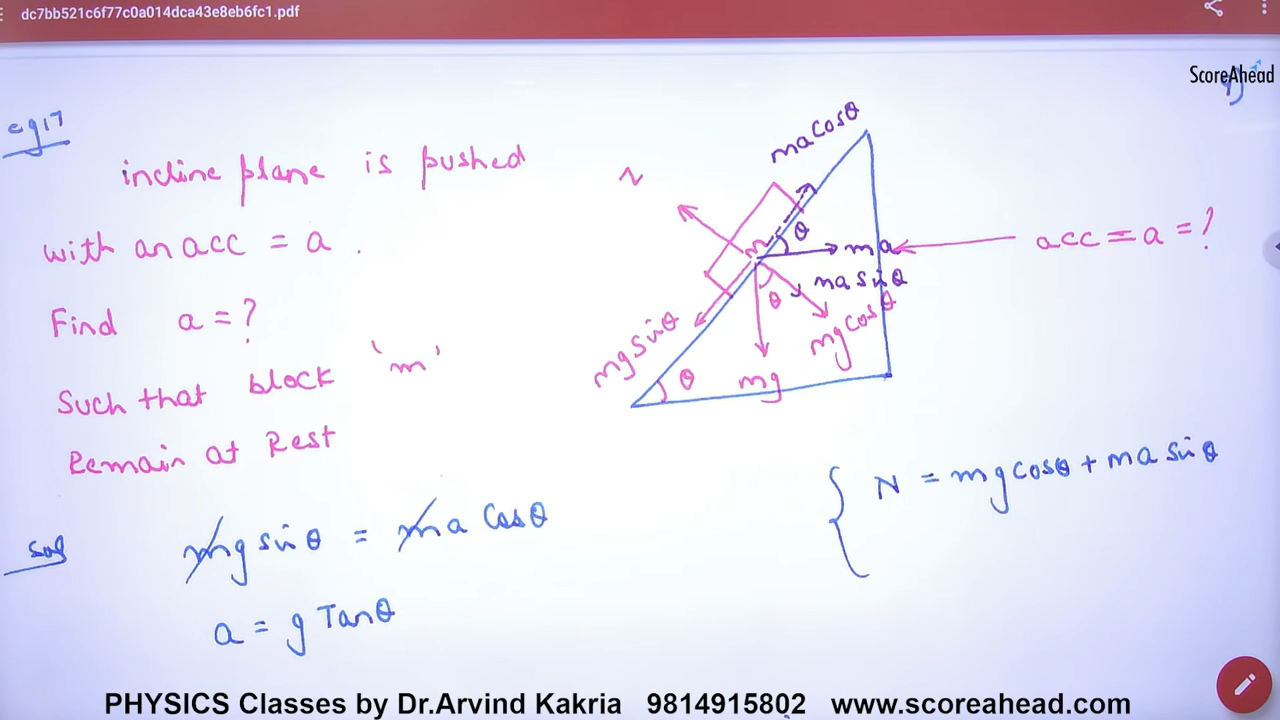 dc7bb521c6f77c0a014dca43e8eb6fc1.pdf
ScoreAhead
eg17
incline plane is pushed
with an acc = a .
Find a = ?
Such that block 'm'
Remain at Rest
N
ma cosθ
θ
m
ma
acc = a = ?
ma sinθ
θ
mg cosθ
mg sinθ
θ
mg
N = mg cosθ + ma sinθ
Sol
mg sinθ = ma cosθ
a = g Tanθ
PHYSICS Classes by Dr.Arvind Kakria 9814915802 www.scoreahead.com